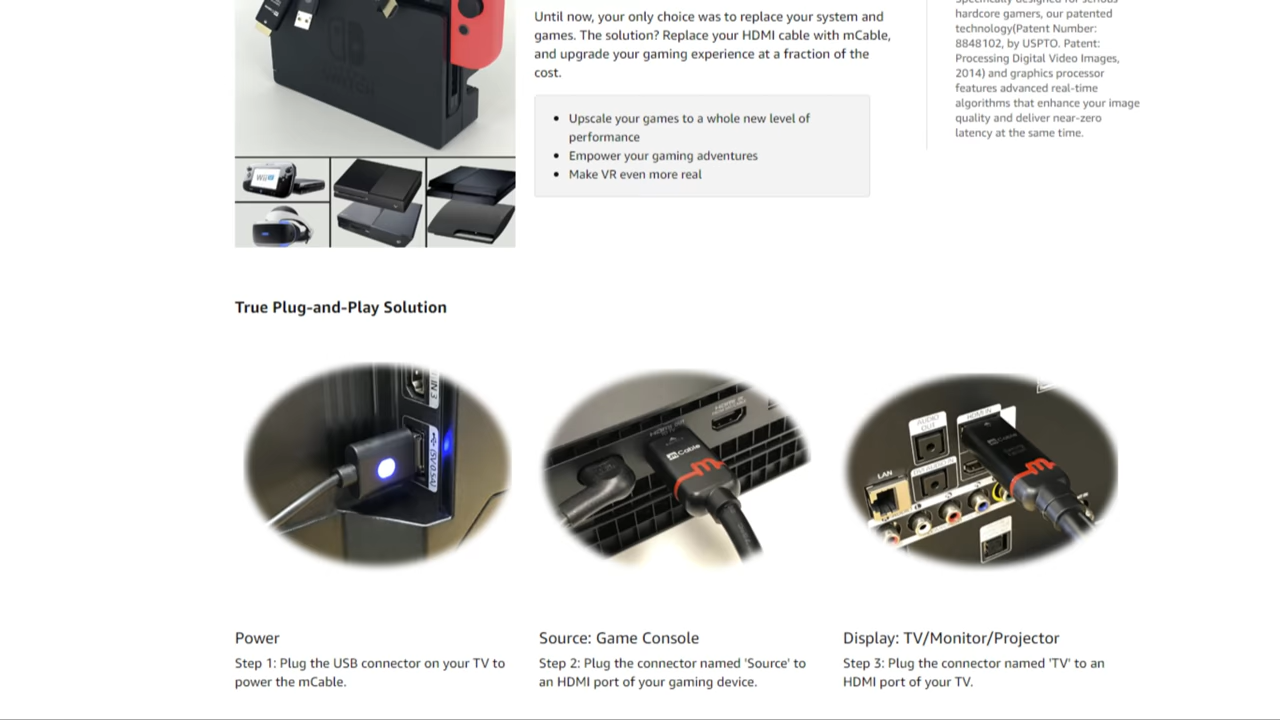 Until now, your only choice was to replace your system and
games. The solution? Replace your HDMI cable with mCable,
and upgrade your gaming experience at a fraction of the
cost.
Upscale your games to a whole new level of
performance
Empower your gaming adventures
Make VR even more real
hardcore gamers, our patented
technology(Patent Number:
8848102, by USPTO. Patent:
Processing Digital Video Images,
2014) and graphics processor
features advanced real-time
algorithms that enhance your image
quality and deliver near-zero
latency at the same time.
True Plug-and-Play Solution
mCable
AUDIO
OUT
HDMI IN
LAN
Power
Step 1: Plug the USB connector on your TV to
power the mCable.
Source: Game Console
Step 2: Plug the connector named 'Source' to
an HDMI port of your gaming device.
Display: TV/Monitor/Projector
Step 3: Plug the connector named 'TV' to an
HDMI port of your TV.